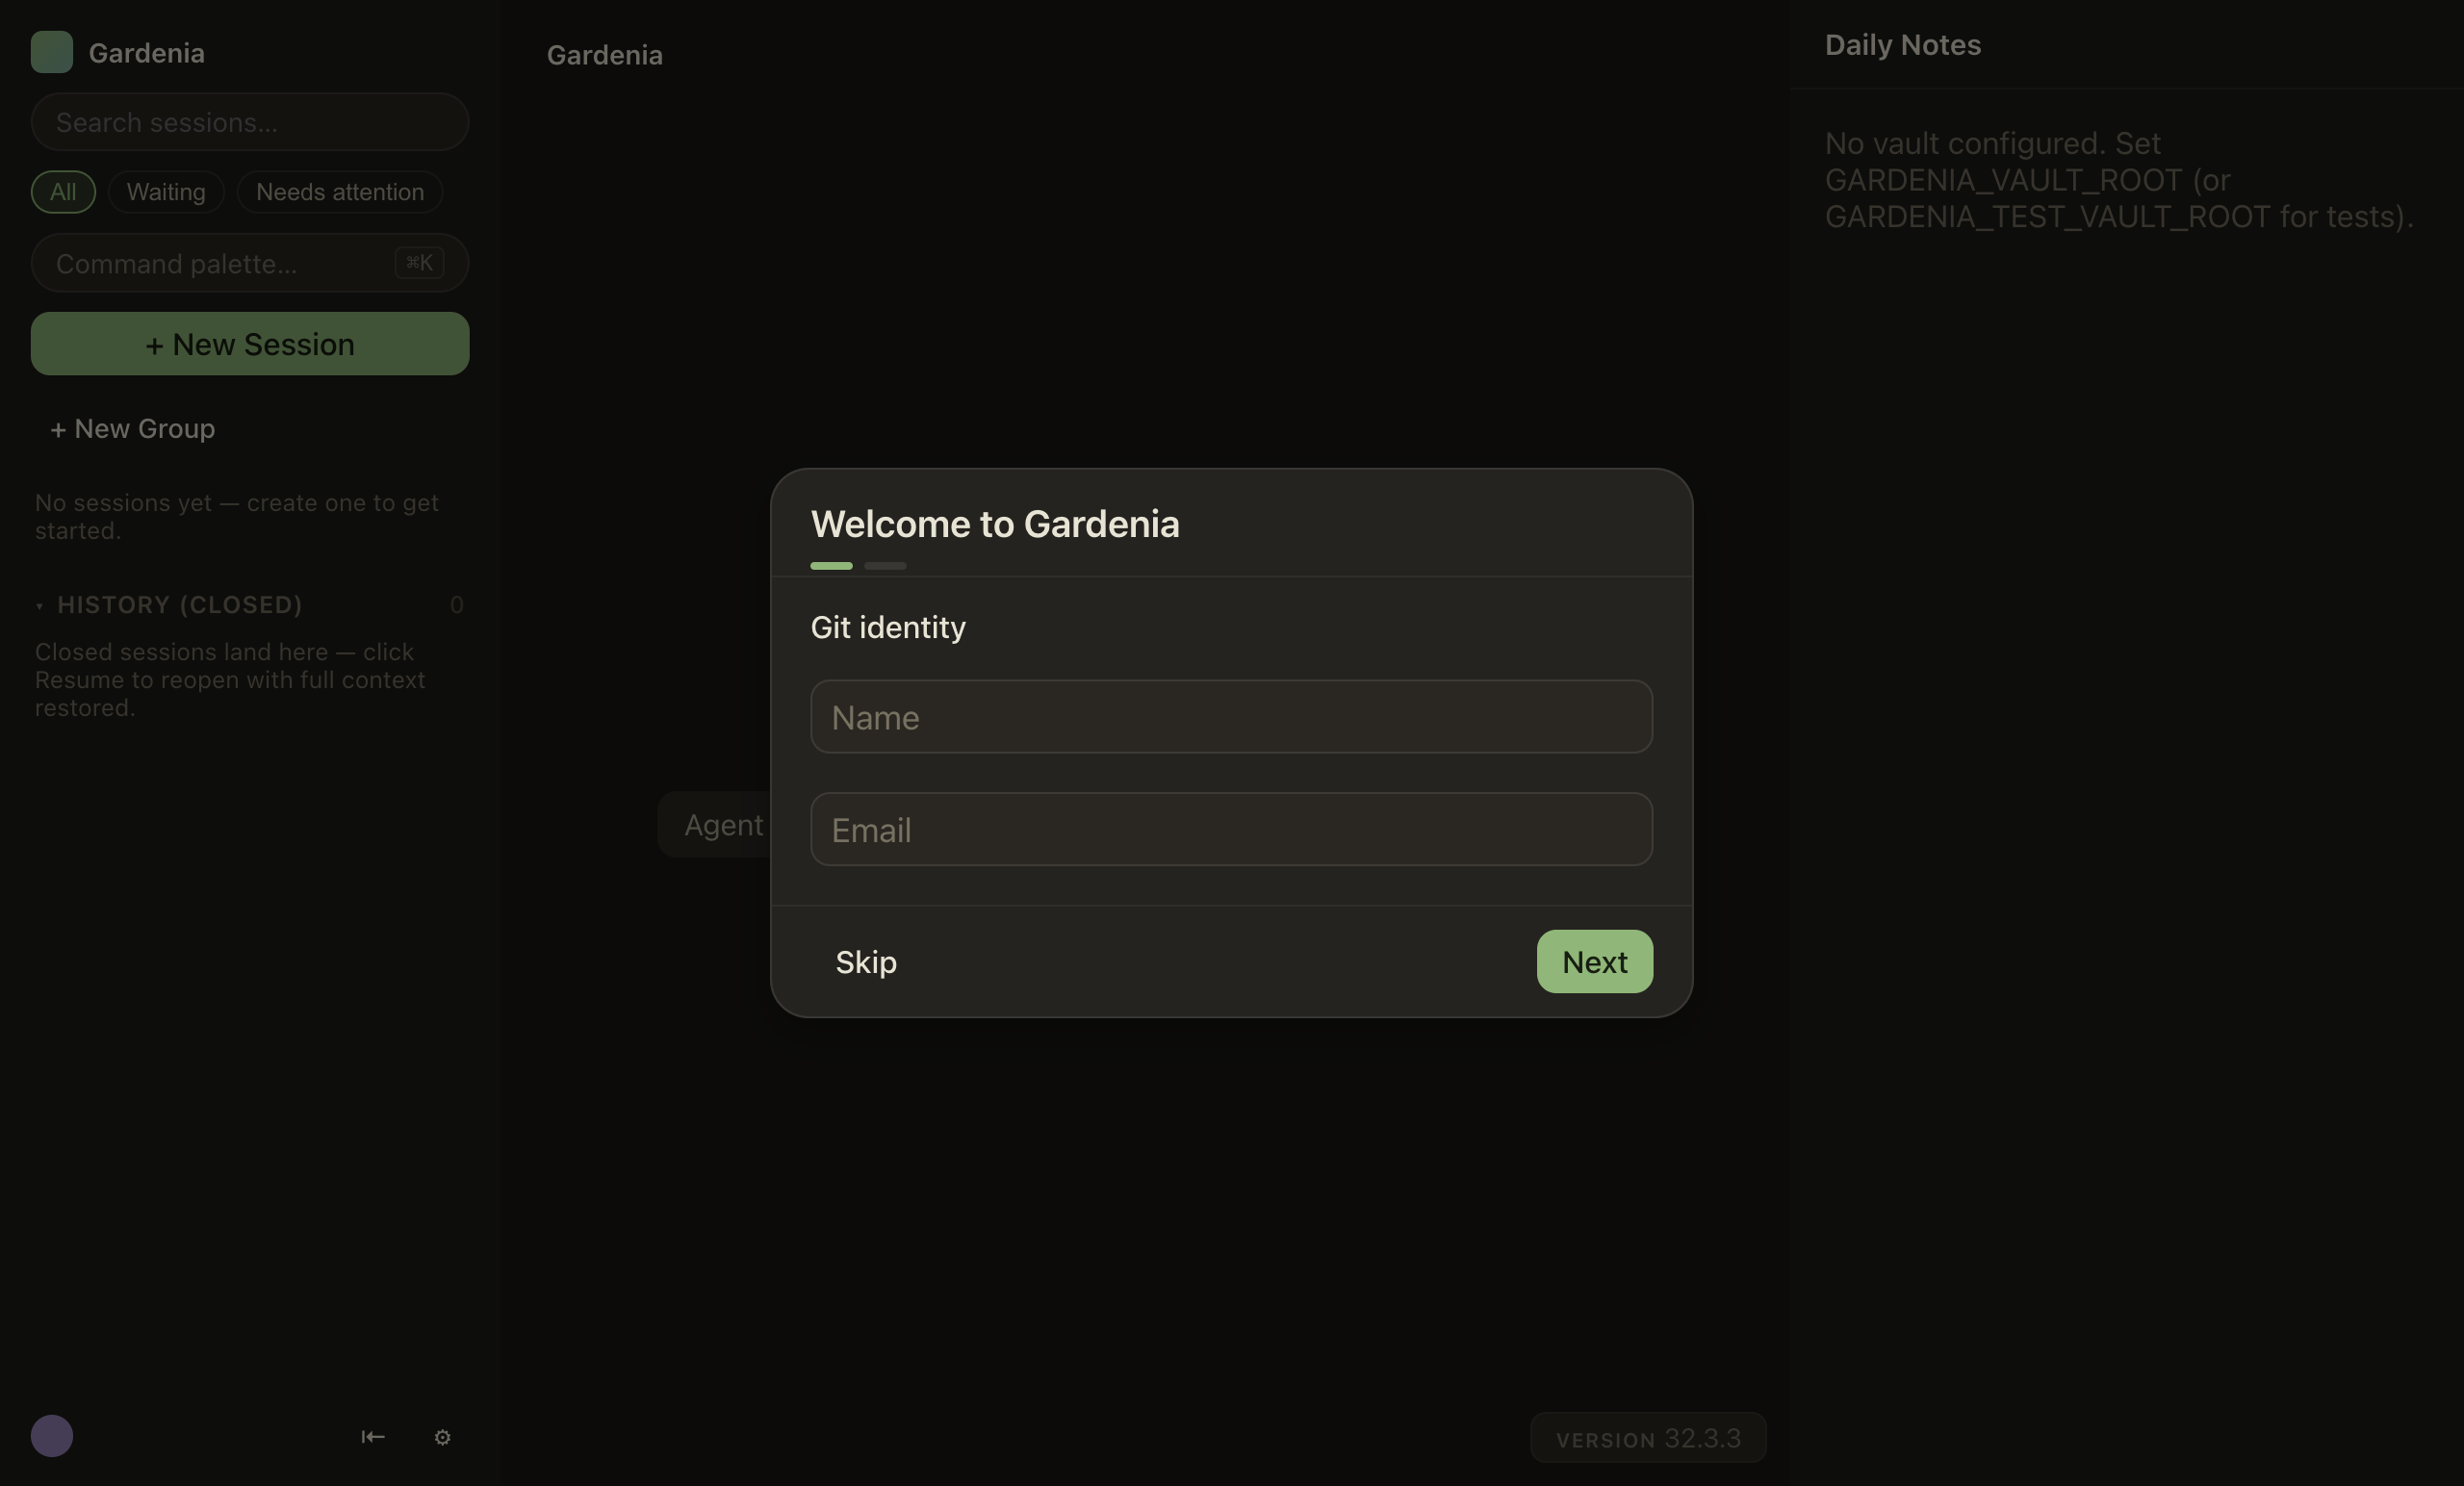 Gardenia
Search sessions...
All
Waiting
Needs attention
Command palette...
⌘K
+ New Session
+ New Group
No sessions yet — create one to get
started.
▾ HISTORY (CLOSED) 0
Closed sessions land here — click
Resume to reopen with full context
restored.
Gardenia
Agent
Welcome to Gardenia
Git identity
Name
Email
Skip
Next
VERSION 32.3.3
Daily Notes
No vault configured. Set
GARDENIA_VAULT_ROOT (or
GARDENIA_TEST_VAULT_ROOT for tests).